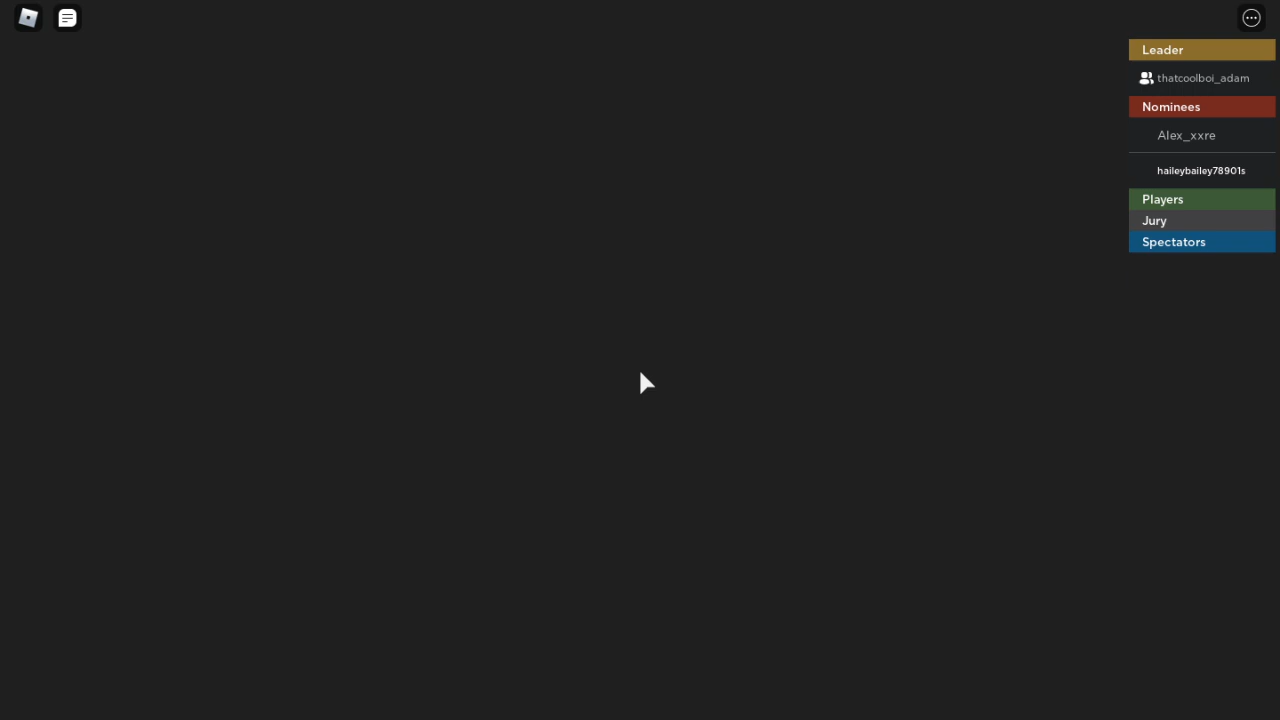 Leader
thatcoolboi_adam
Nominees
Alex_xxre
haileybailey78901s
Players
Jury
Spectators